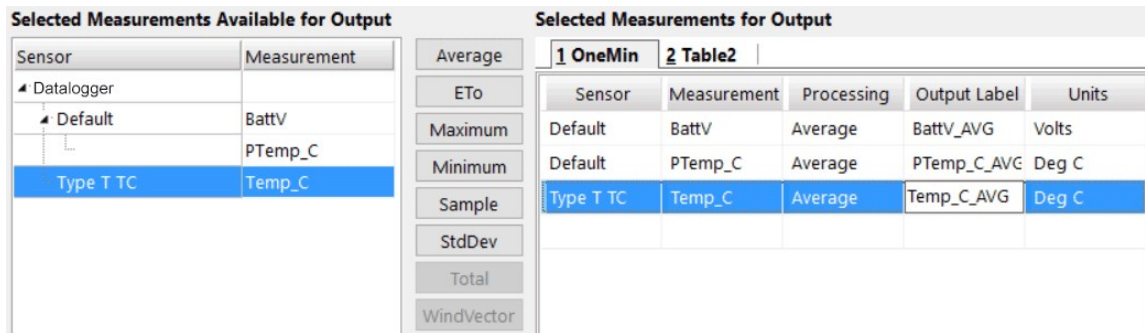 Selected Measurements Available for Output
Sensor Measurement
Datalogger
Default BattV
PTemp_C
Type T TC Temp_C
Average
ETo
Maximum
Minimum
Sample
StdDev
Total
WindVector
Selected Measurements for Output
1 OneMin 2 Table2
Sensor Measurement Processing Output Label Units
Default BattV Average BattV_AVG Volts
Default PTemp_C Average PTemp_C_AVG Deg C
Type T TC Temp_C Average Temp_C_AVG Deg C